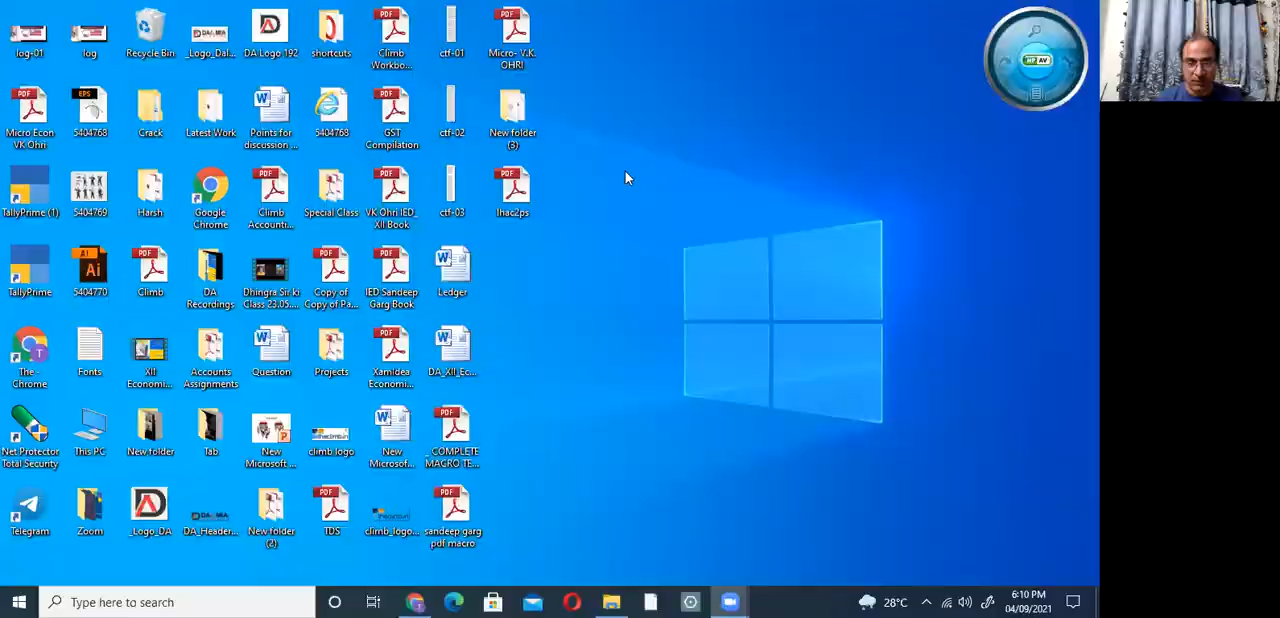 log-01
log
Recycle Bin
_Logo_Dal...
DA Logo 192
shortcuts
Climb
Workbo...
ctf-01
Micro- V.K.
OHRI
Micro Econ
VK Ohri
5404768
Crack
Latest Work
Points for
discussion ...
5404768
GST
Compilation
ctf-02
New folder
(3)
TallyPrime (1)
5404769
Harsh
Google
Chrome
Climb
Accounti...
Special Class
VK Ohri IED_
XII Book
ctf-03
lhac2ps
TallyPrime
5404770
Climb
DA
Recordings
Dhingra Sir ki
Class 23.05....
Copy of
Copy of Pa...
IED Sandeep
Garg Book
Ledger
The -
Chrome
Fonts
XII
Economi...
Accounts
Assignments
Question
Projects
Xamidea
Economi...
DA_XII_Ec...
Net Protector
Total Security
This PC
New folder
Tab
New
Microsoft ...
climb logo
New
Microsof...
_ COMPLETE
MACRO TE...
Telegram
Zoom
_Logo_DA
DA_Header...
New folder
(2)
TDS
climb_logo...
sandeep garg
pdf macro
NP AV
Type here to search
28°C
6:10 PM
04/09/2021